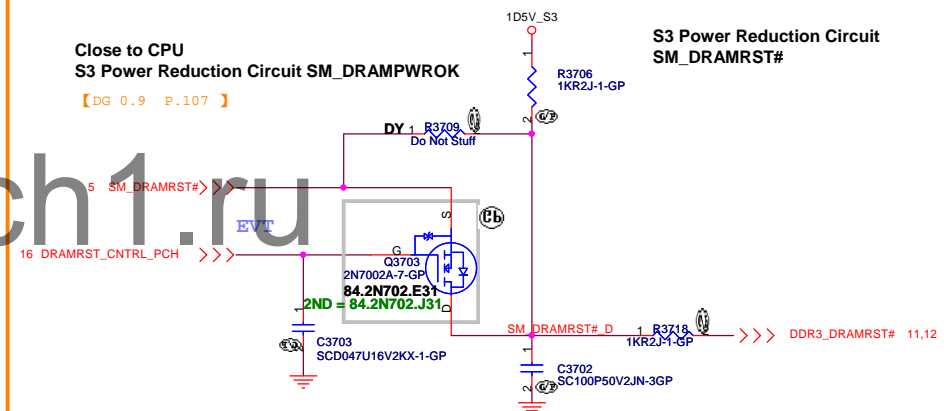 1D5V_S3
Close to CPU
S3 Power Reduction Circuit SM_DRAMPWROK
【DG 0.9 P.107 】
S3 Power Reduction Circuit
SM_DRAMRST#
1
R3706
1KR2J-1-GP
2
DY 1 R3709
Do Not Stuff
ch1.ru
5 SM_DRAMRST#
EVT
S
16 DRAMRST_CNTRL_PCH
G
Q3703
2N7002A-7-GP
84.2N702.E31
2ND = 84.2N702.J31
D
1
C3703
SCD047U16V2KX-1-GP
SM_DRAMRST#_D
1 R3718
1KR2J-1-GP
DDR3_DRAMRST# 11,12
1
C3702
SC100P50V2JN-3GP
2